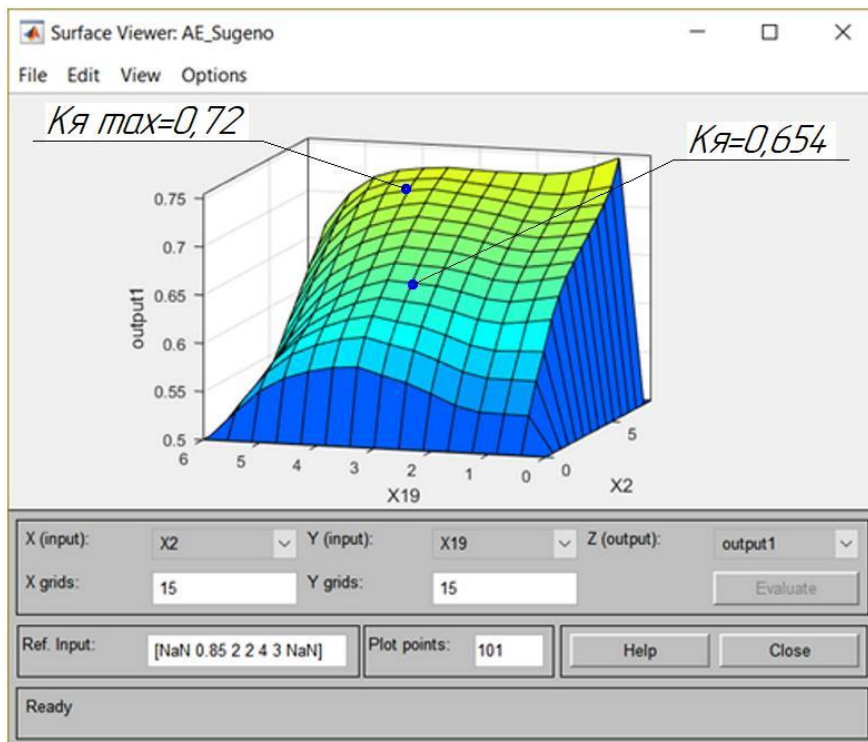 Surface Viewer: AE_Sugeno
File Edit View Options
Kя max=0,72
Kя=0,654
0.75
0.7
0.65
0.6
0.55
0.5
output1
6 5 4 3 2 1 0
X19
0 5
X2
X (input): X2 Y (input): X19 Z (output): output1
X grids: 15 Y grids: 15 Evaluate
Ref. Input: [NaN 0.85 2 2 4 3 NaN] Plot points: 101 Help Close
Ready